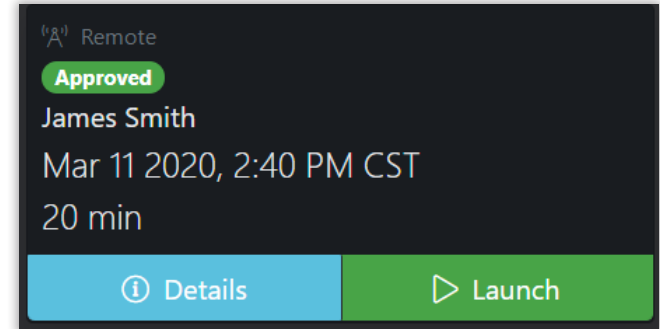 Remote
Approved
James Smith
Mar 11 2020, 2:40 PM CST
20 min
Details
Launch